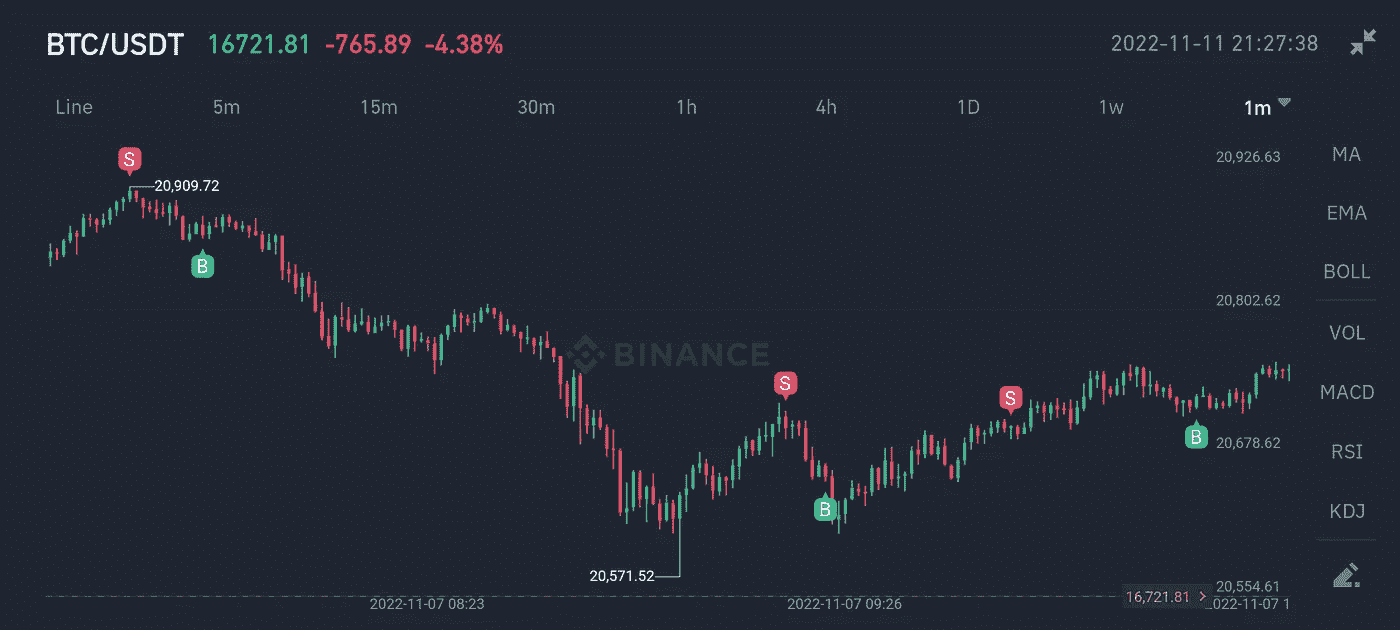 BTC/USDT 16721.81 -765.89 -4.38% 2022-11-11 21:27:38
Line 5m 15m 30m 1h 4h 1D 1w 1m
20,926.63
MA
S
20,909.72
EMA
B
BOLL
20,802.62
VOL
BINANCE
S
MACD
S
B
20,678.62
RSI
B
KDJ
20,571.52
20,554.61
16,721.81 >
2022-11-07 08:23 2022-11-07 09:26 2022-11-07 1